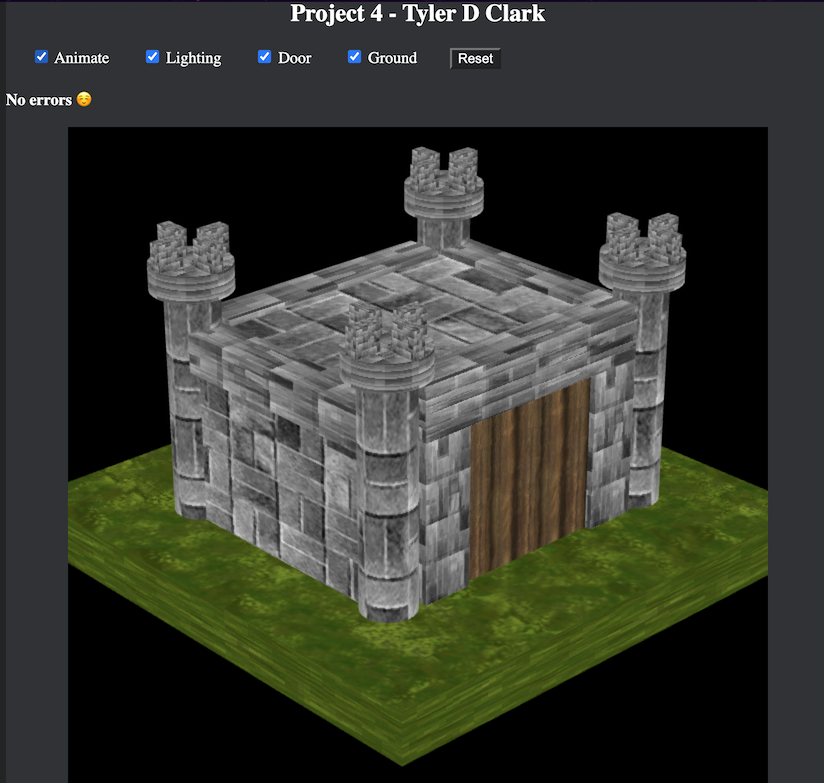 Project 4 - Tyler D Clark
Animate Lighting Door Ground Reset
No errors ☺️